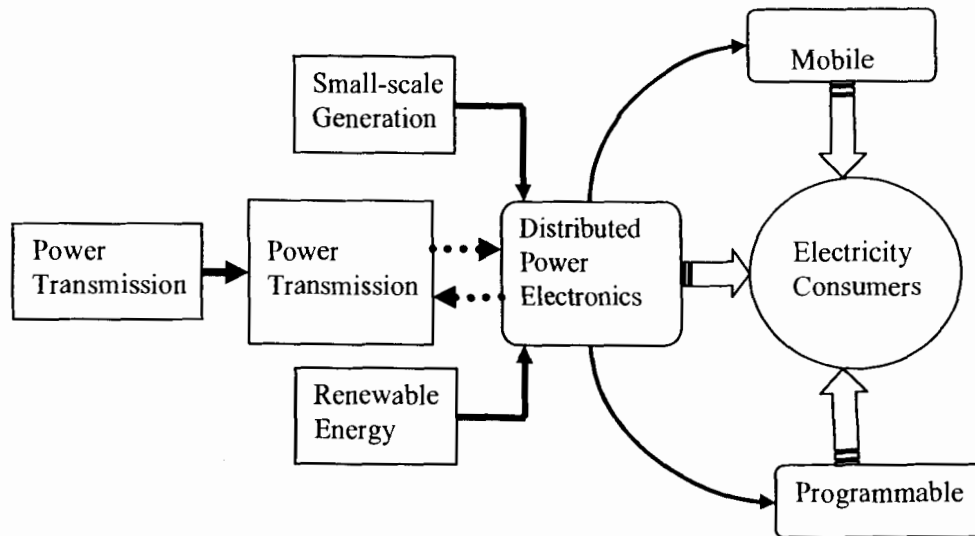 Small-scale
Generation
Mobile
Power
Transmission
Power
Transmission
Distributed
Power
Electronics
Electricity
Consumers
Renewable
Energy
Programmable